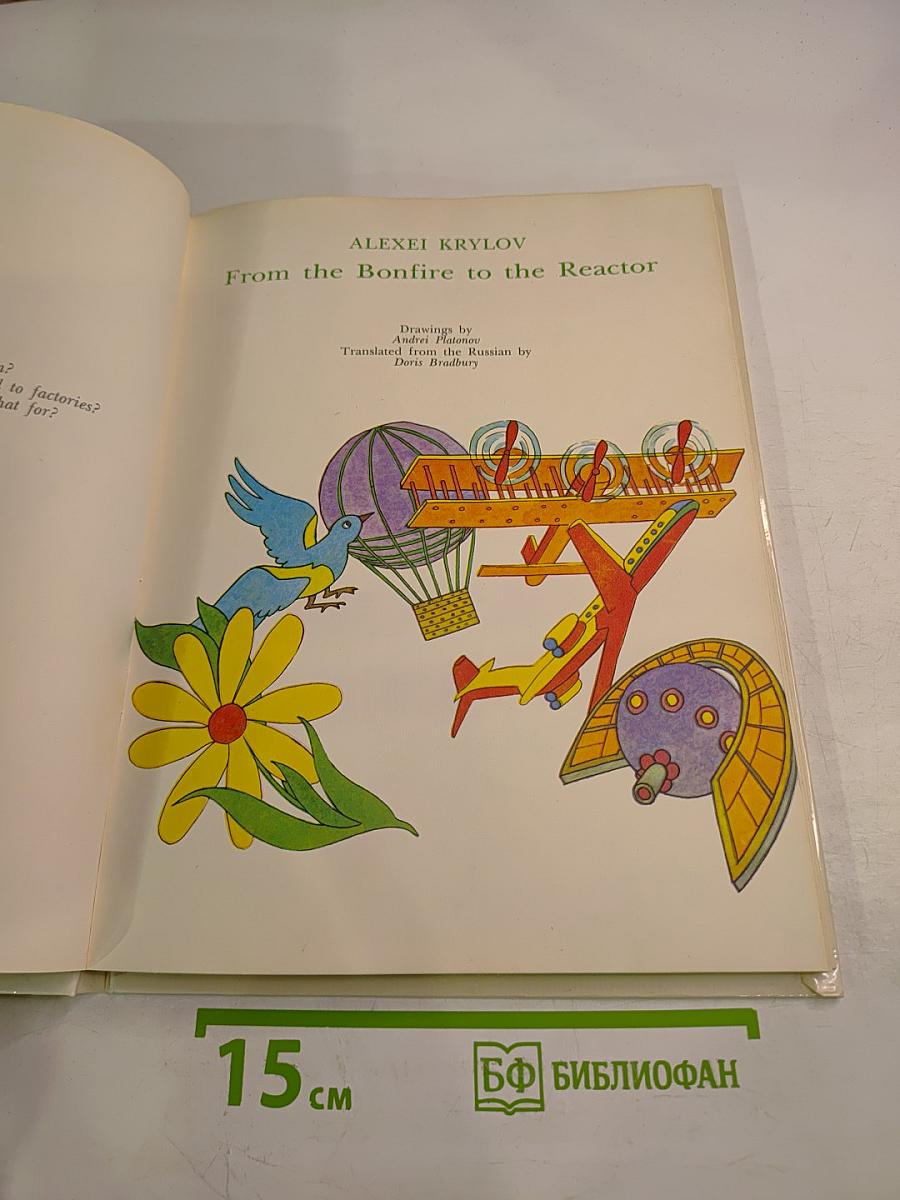 to factories?
hat for?
ALEXEI KRYLOV
From the Bonfire to the Reactor
Drawings by
Andrei Platonov
Translated from the Russian by
Doris Bradbury
15 см
БФ БИБЛИОФАН